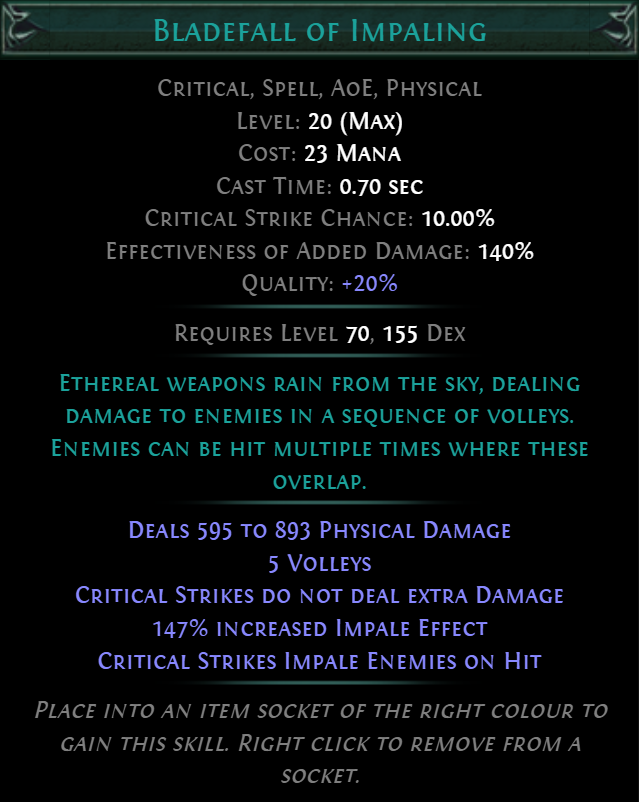 Bladefall of Impaling
Critical, Spell, AoE, Physical
Level: 20 (Max)
Cost: 23 Mana
Cast Time: 0.70 sec
Critical Strike Chance: 10.00%
Effectiveness of Added Damage: 140%
Quality: +20%
Requires Level 70, 155 Dex
Ethereal weapons rain from the sky, dealing
damage to enemies in a sequence of volleys.
Enemies can be hit multiple times where these
overlap.
Deals 595 to 893 Physical Damage
5 Volleys
Critical Strikes do not deal extra Damage
147% increased Impale Effect
Critical Strikes Impale Enemies on Hit
Place into an item socket of the right colour to
gain this skill. Right click to remove from a
socket.